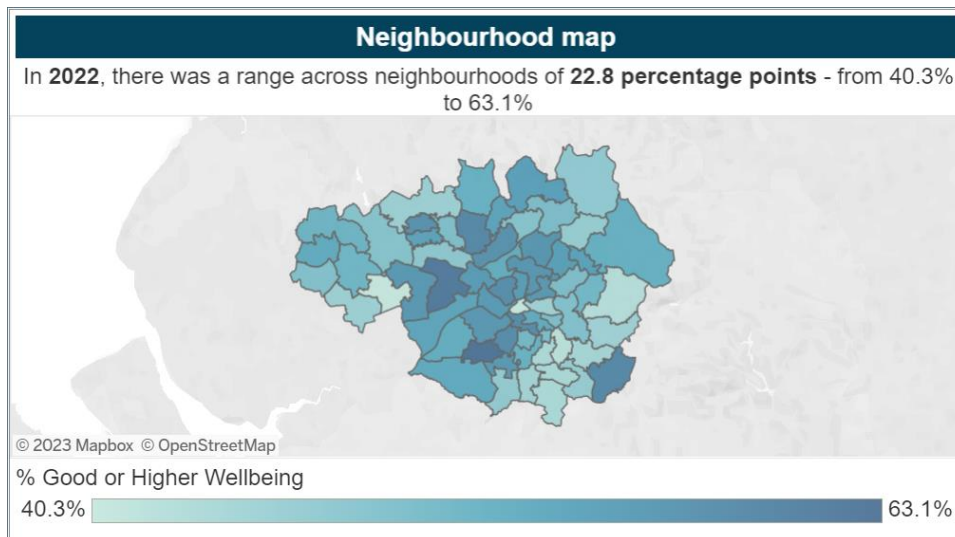 Neighbourhood map
In 2022, there was a range across neighbourhoods of 22.8 percentage points - from 40.3%
to 63.1%
© 2023 Mapbox © OpenStreetMap
% Good or Higher Wellbeing
40.3% 63.1%